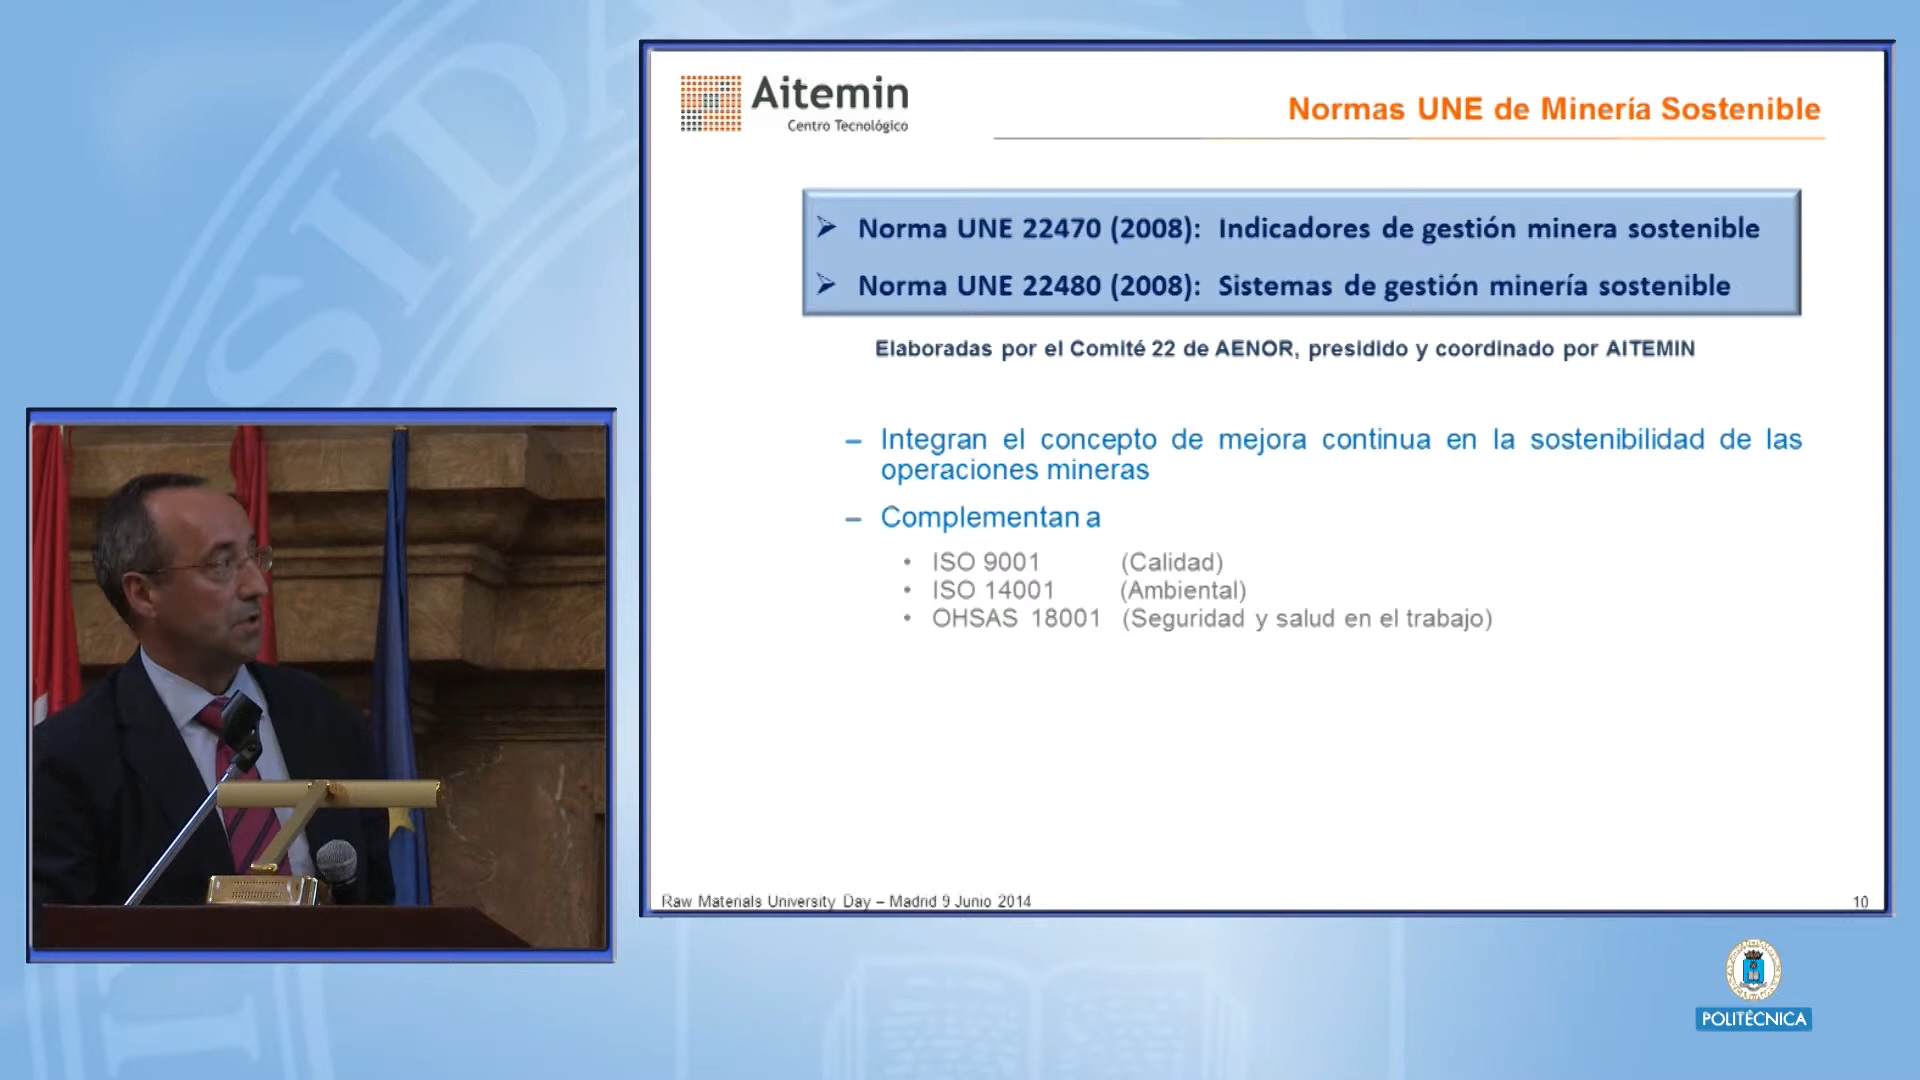 Aitemin
Centro Tecnológico
Normas UNE de Minería Sostenible
➢ Norma UNE 22470 (2008): Indicadores de gestión minera sostenible
➢ Norma UNE 22480 (2008): Sistemas de gestión minería sostenible
Elaboradas por el Comité 22 de AENOR, presidido y coordinado por AITEMIN
– Integran el concepto de mejora continua en la sostenibilidad de las
operaciones mineras
– Complementan a
• ISO 9001 (Calidad)
• ISO 14001 (Ambiental)
• OHSAS 18001 (Seguridad y salud en el trabajo)
Raw Materials University Day – Madrid 9 Junio 2014
10
POLITÉCNICA